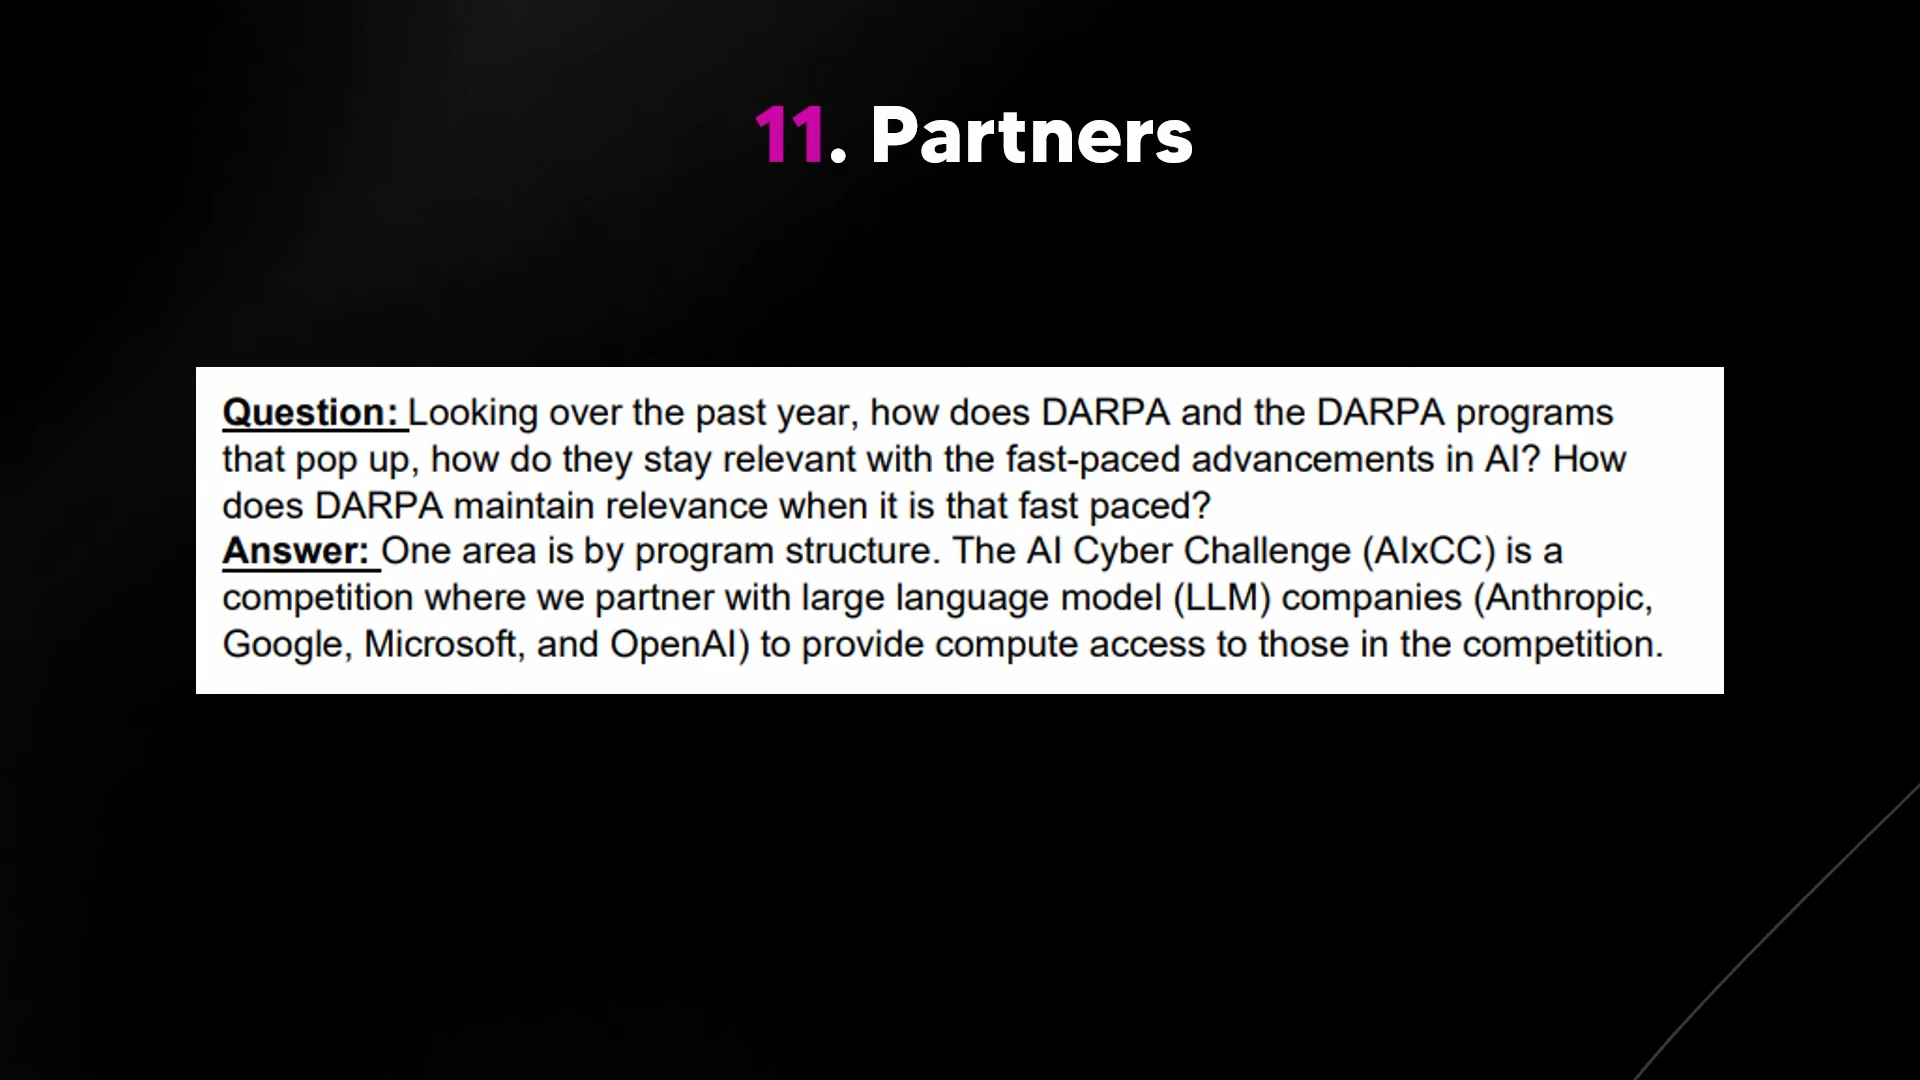 11. Partners
Question: Looking over the past year, how does DARPA and the DARPA programs
that pop up, how do they stay relevant with the fast-paced advancements in AI? How
does DARPA maintain relevance when it is that fast paced?
Answer: One area is by program structure. The AI Cyber Challenge (AIxCC) is a
competition where we partner with large language model (LLM) companies (Anthropic,
Google, Microsoft, and OpenAI) to provide compute access to those in the competition.